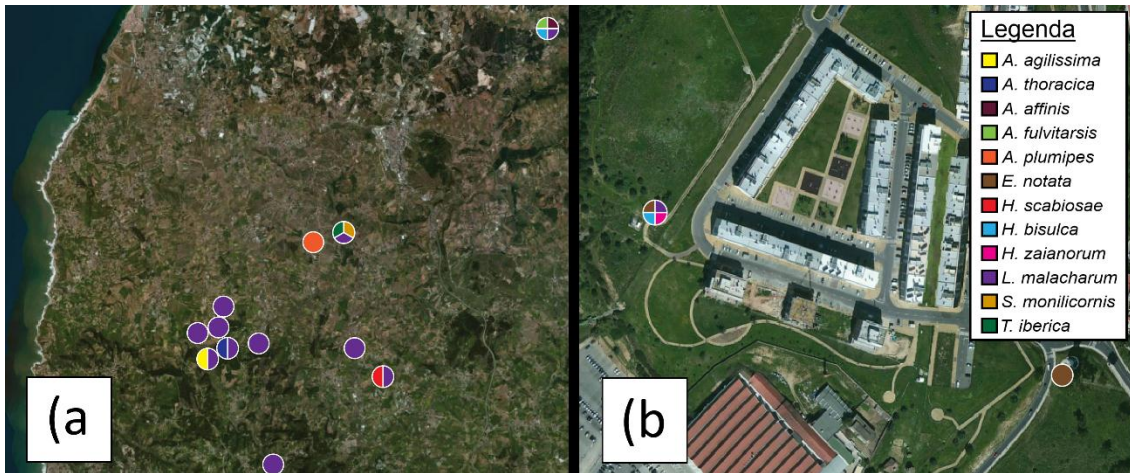 (a
(b
Legenda
A. agilissima
A. thoracica
A. affinis
A. fulvitarsis
A. plumipes
E. notata
H. scabiosae
H. bisulca
H. zaianorum
L. malacharum
S. monilicornis
T. iberica